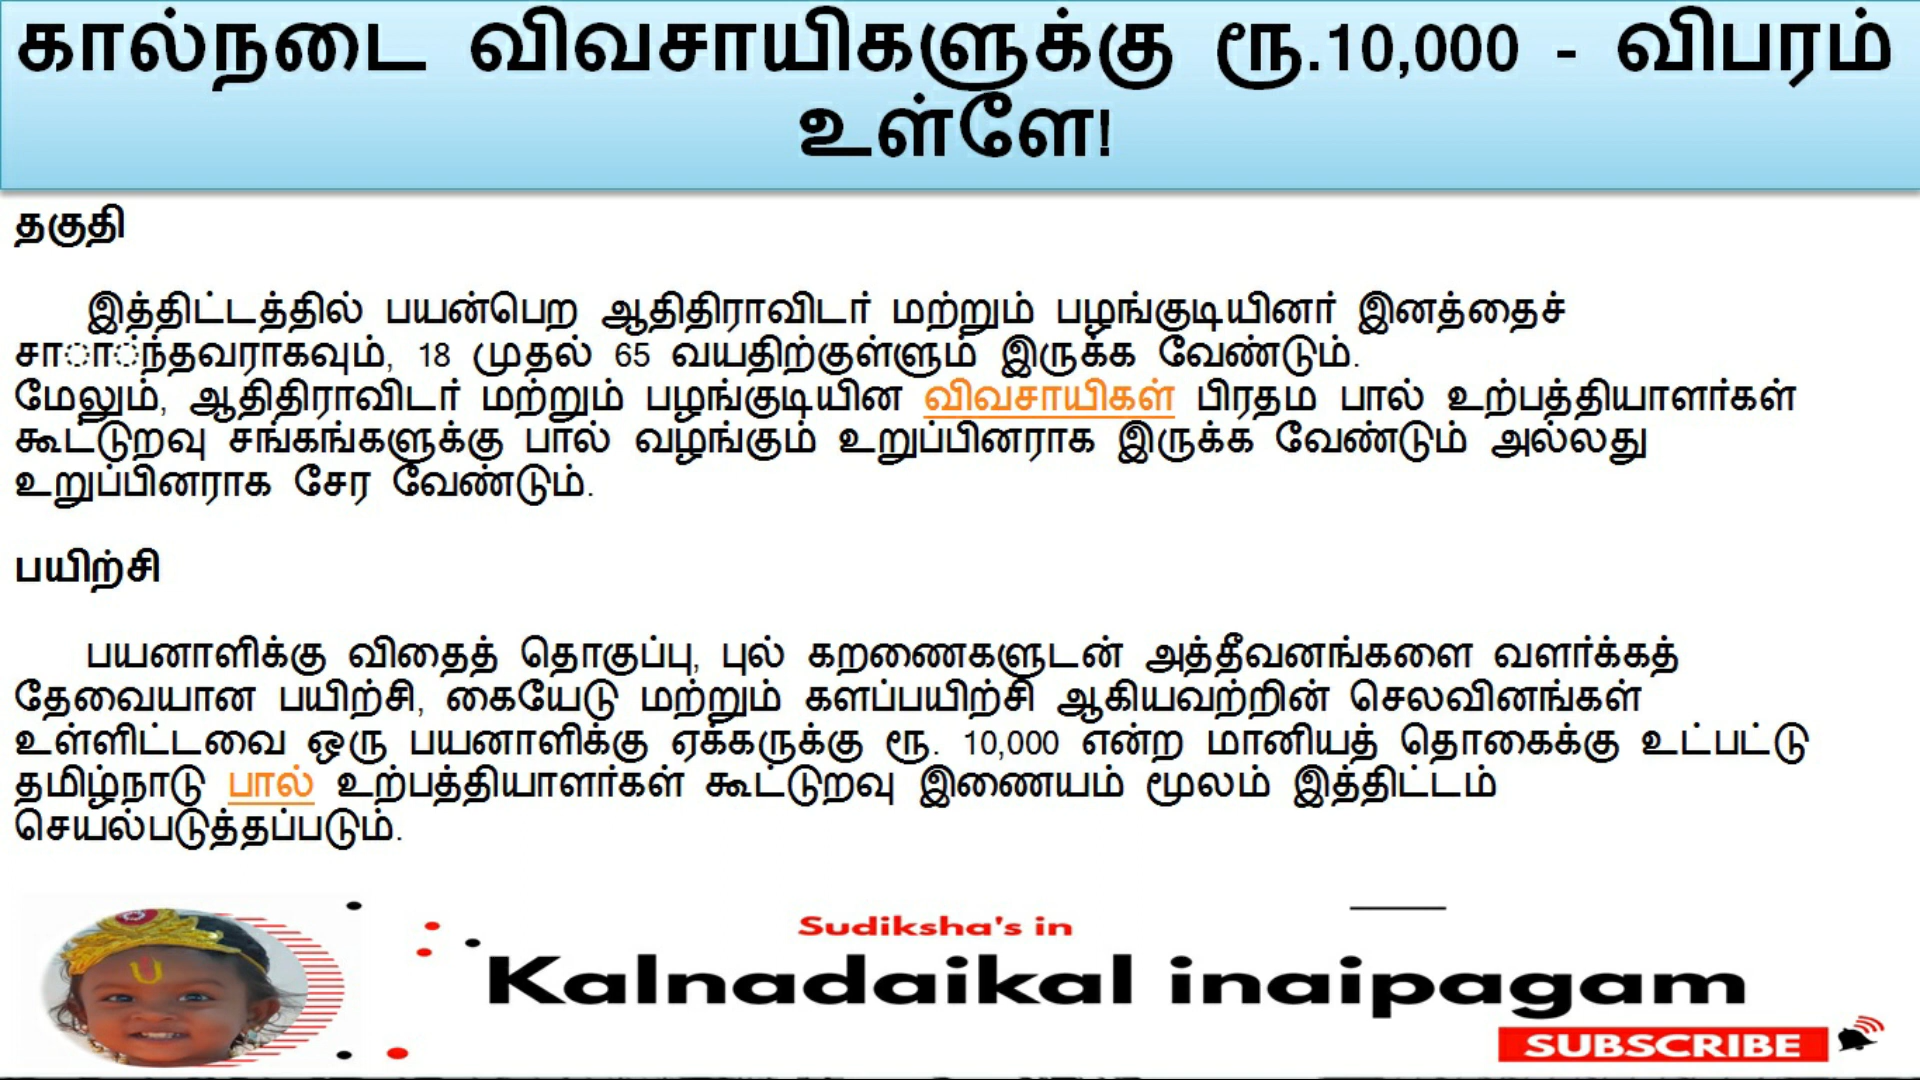 கால்நடை விவசாயிகளுக்கு ரூ.10,000 - விபரம்
உள்ளே!
தகுதி
இத்திட்டத்தில் பயன்பெற ஆதிதிராவிடர் மற்றும் பழங்குடியினர் இனத்தைச்
சாா்ந்தவராகவும், 18 முதல் 65 வயதிற்குள்ளும் இருக்க வேண்டும்.
மேலும், ஆதிதிராவிடர் மற்றும் பழங்குடியின விவசாயிகள் பிரதம பால் உற்பத்தியாளர்கள்
கூட்டுறவு சங்கங்களுக்கு பால் வழங்கும் உறுப்பினராக இருக்க வேண்டும் அல்லது
உறுப்பினராக சேர வேண்டும்.
பயிற்சி
பயனாளிக்கு விதைத் தொகுப்பு, புல் கறணைகளுடன் அத்தீவனங்களை வளர்க்கத்
தேவையான பயிற்சி, கையேடு மற்றும் களப்பயிற்சி ஆகியவற்றின் செலவினங்கள்
உள்ளிட்டவை ஒரு பயனாளிக்கு ஏக்கருக்கு ரூ. 10,000 என்ற மானியத் தொகைக்கு உட்பட்டு
தமிழ்நாடு பால் உற்பத்தியாளர்கள் கூட்டுறவு இணையம் மூலம் இத்திட்டம்
செயல்படுத்தப்படும்.
Sudiksha's in
Kalnadaikal inaipagam
SUBSCRIBE